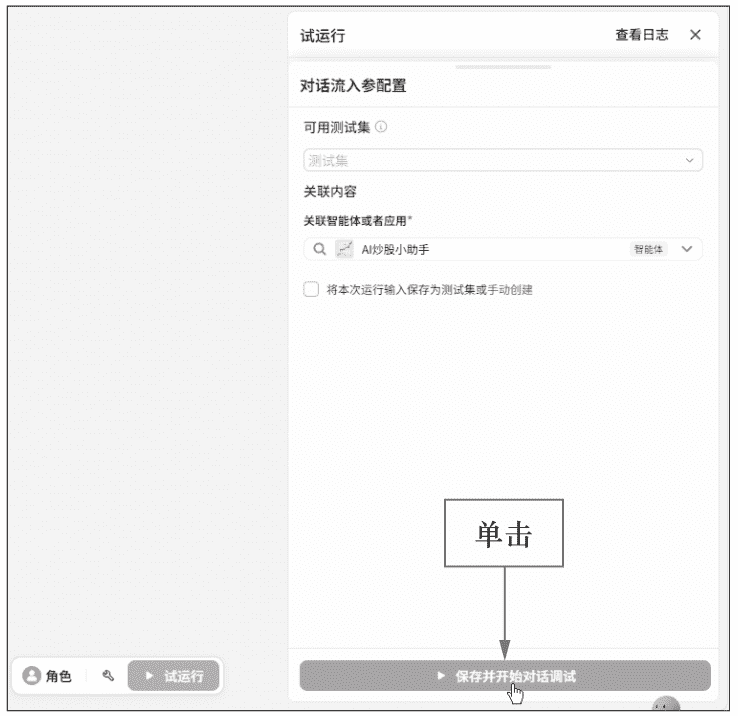 试运行 查看日志
对话流入参配置
可用测试集
测试集
关联内容
关联智能体或者应用*
AI炒股小助手 智能体
将本次运行输入保存为测试集或手动创建
单击
角色 试运行 保存并开始对话调试